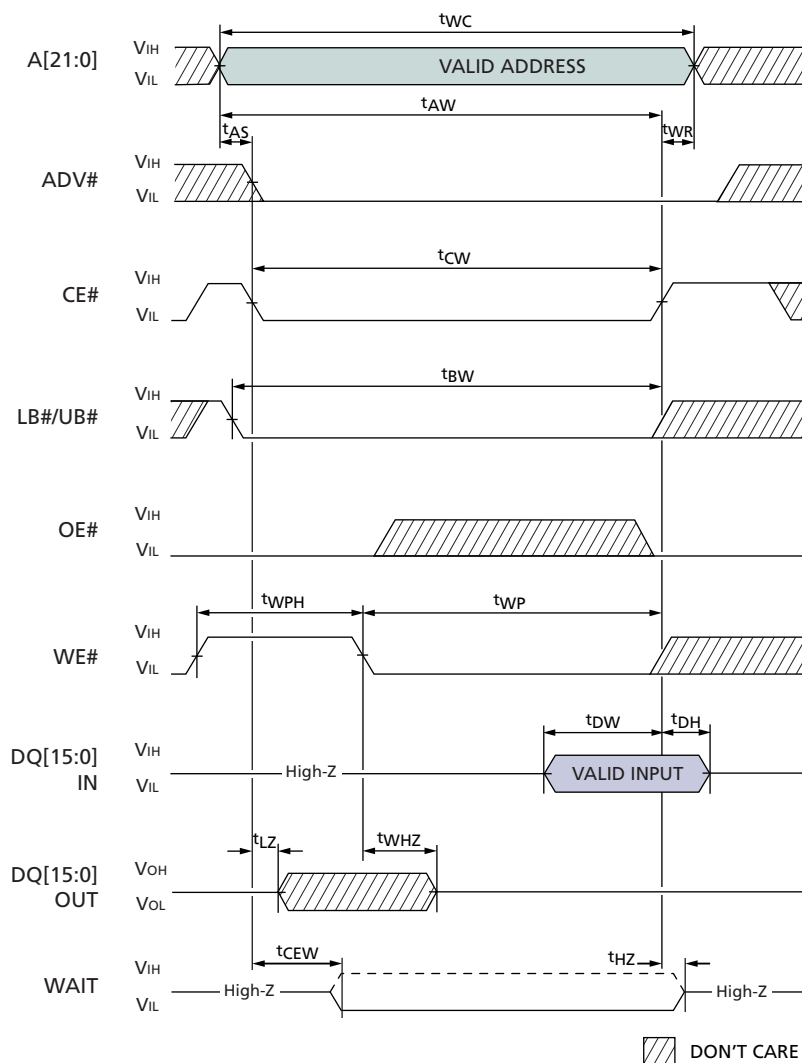 tWC
A[21:0] VIH
VIL
VALID ADDRESS
tAW
tAS tWR
ADV# VIH
VIL
tCW
CE# VIH
VIL
tBW
LB#/UB# VIH
VIL
OE# VIH
VIL
tWPH tWP
WE# VIH
VIL
tDW tDH
DQ[15:0]
IN
VIH
VIL
High-Z
VALID INPUT
tLZ tWHZ
DQ[15:0]
OUT
VOH
VOL
tCEW tHZ
WAIT VIH
VIL
High-Z High-Z
DON'T CARE